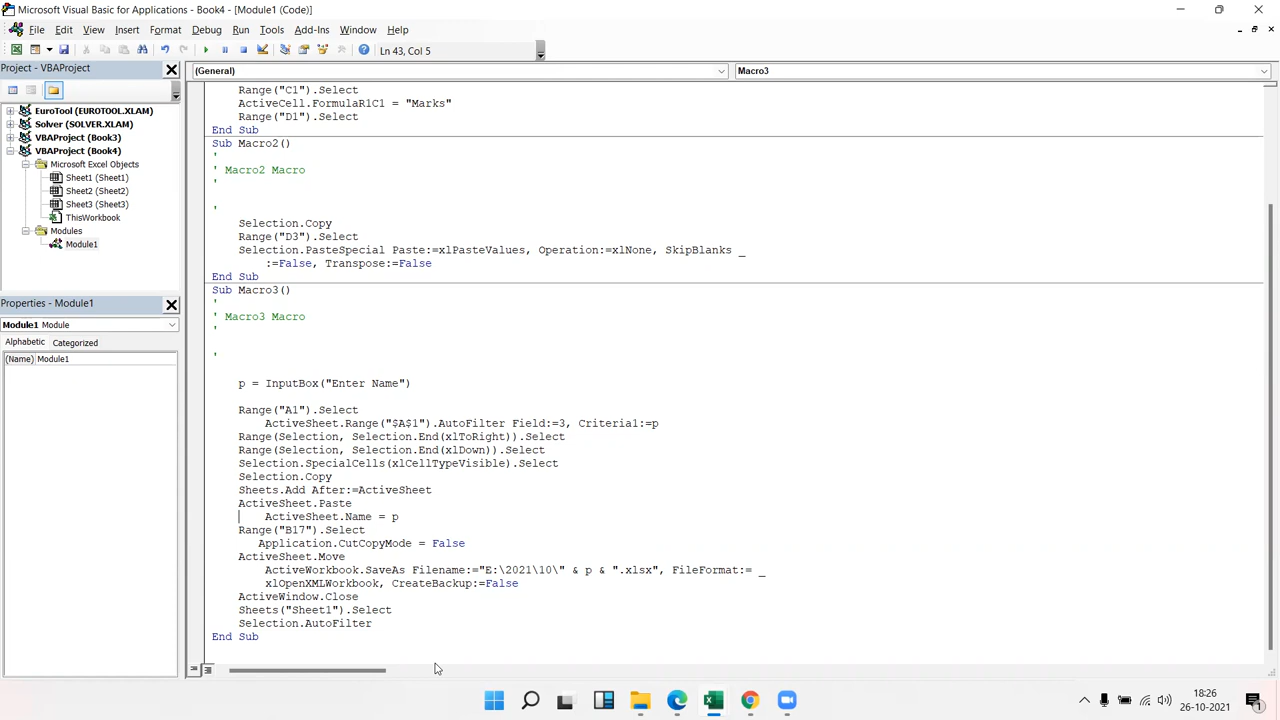 Microsoft Visual Basic for Applications - Book4 - [Module1 (Code)]
File Edit View Insert Format Debug Run Tools Add-Ins Window Help
Ln 43, Col 5
Project - VBAProject
(General)
Macro3
EuroTool (EUROTOOL.XLAM)
Solver (SOLVER.XLAM)
VBAProject (Book3)
VBAProject (Book4)
Microsoft Excel Objects
Sheet1 (Sheet1)
Sheet2 (Sheet2)
Sheet3 (Sheet3)
ThisWorkbook
Modules
Module1
Properties - Module1
Module1 Module
Alphabetic Categorized
(Name) Module1
Range("C1").Select
ActiveCell.FormulaR1C1 = "Marks"
Range("D1").Select
End Sub
Sub Macro2()
'
' Macro2 Macro
'
'
Selection.Copy
Range("D3").Select
Selection.PasteSpecial Paste:=xlPasteValues, Operation:=xlNone, SkipBlanks _
:=False, Transpose:=False
End Sub
Sub Macro3()
'
' Macro3 Macro
'
'
p = InputBox("Enter Name")
Range("A1").Select
ActiveSheet.Range("$A$1").AutoFilter Field:=3, Criteria1:=p
Range(Selection, Selection.End(xlToRight)).Select
Range(Selection, Selection.End(xlDown)).Select
Selection.SpecialCells(xlCellTypeVisible).Select
Selection.Copy
Sheets.Add After:=ActiveSheet
ActiveSheet.Paste
ActiveSheet.Name = p
Range("B17").Select
Application.CutCopyMode = False
ActiveSheet.Move
ActiveWorkbook.SaveAs Filename:="E:\2021\10\" & p & ".xlsx", FileFormat:= _
xlOpenXMLWorkbook, CreateBackup:=False
ActiveWindow.Close
Sheets("Sheet1").Select
Selection.AutoFilter
End Sub
18:26
26-10-2021
1